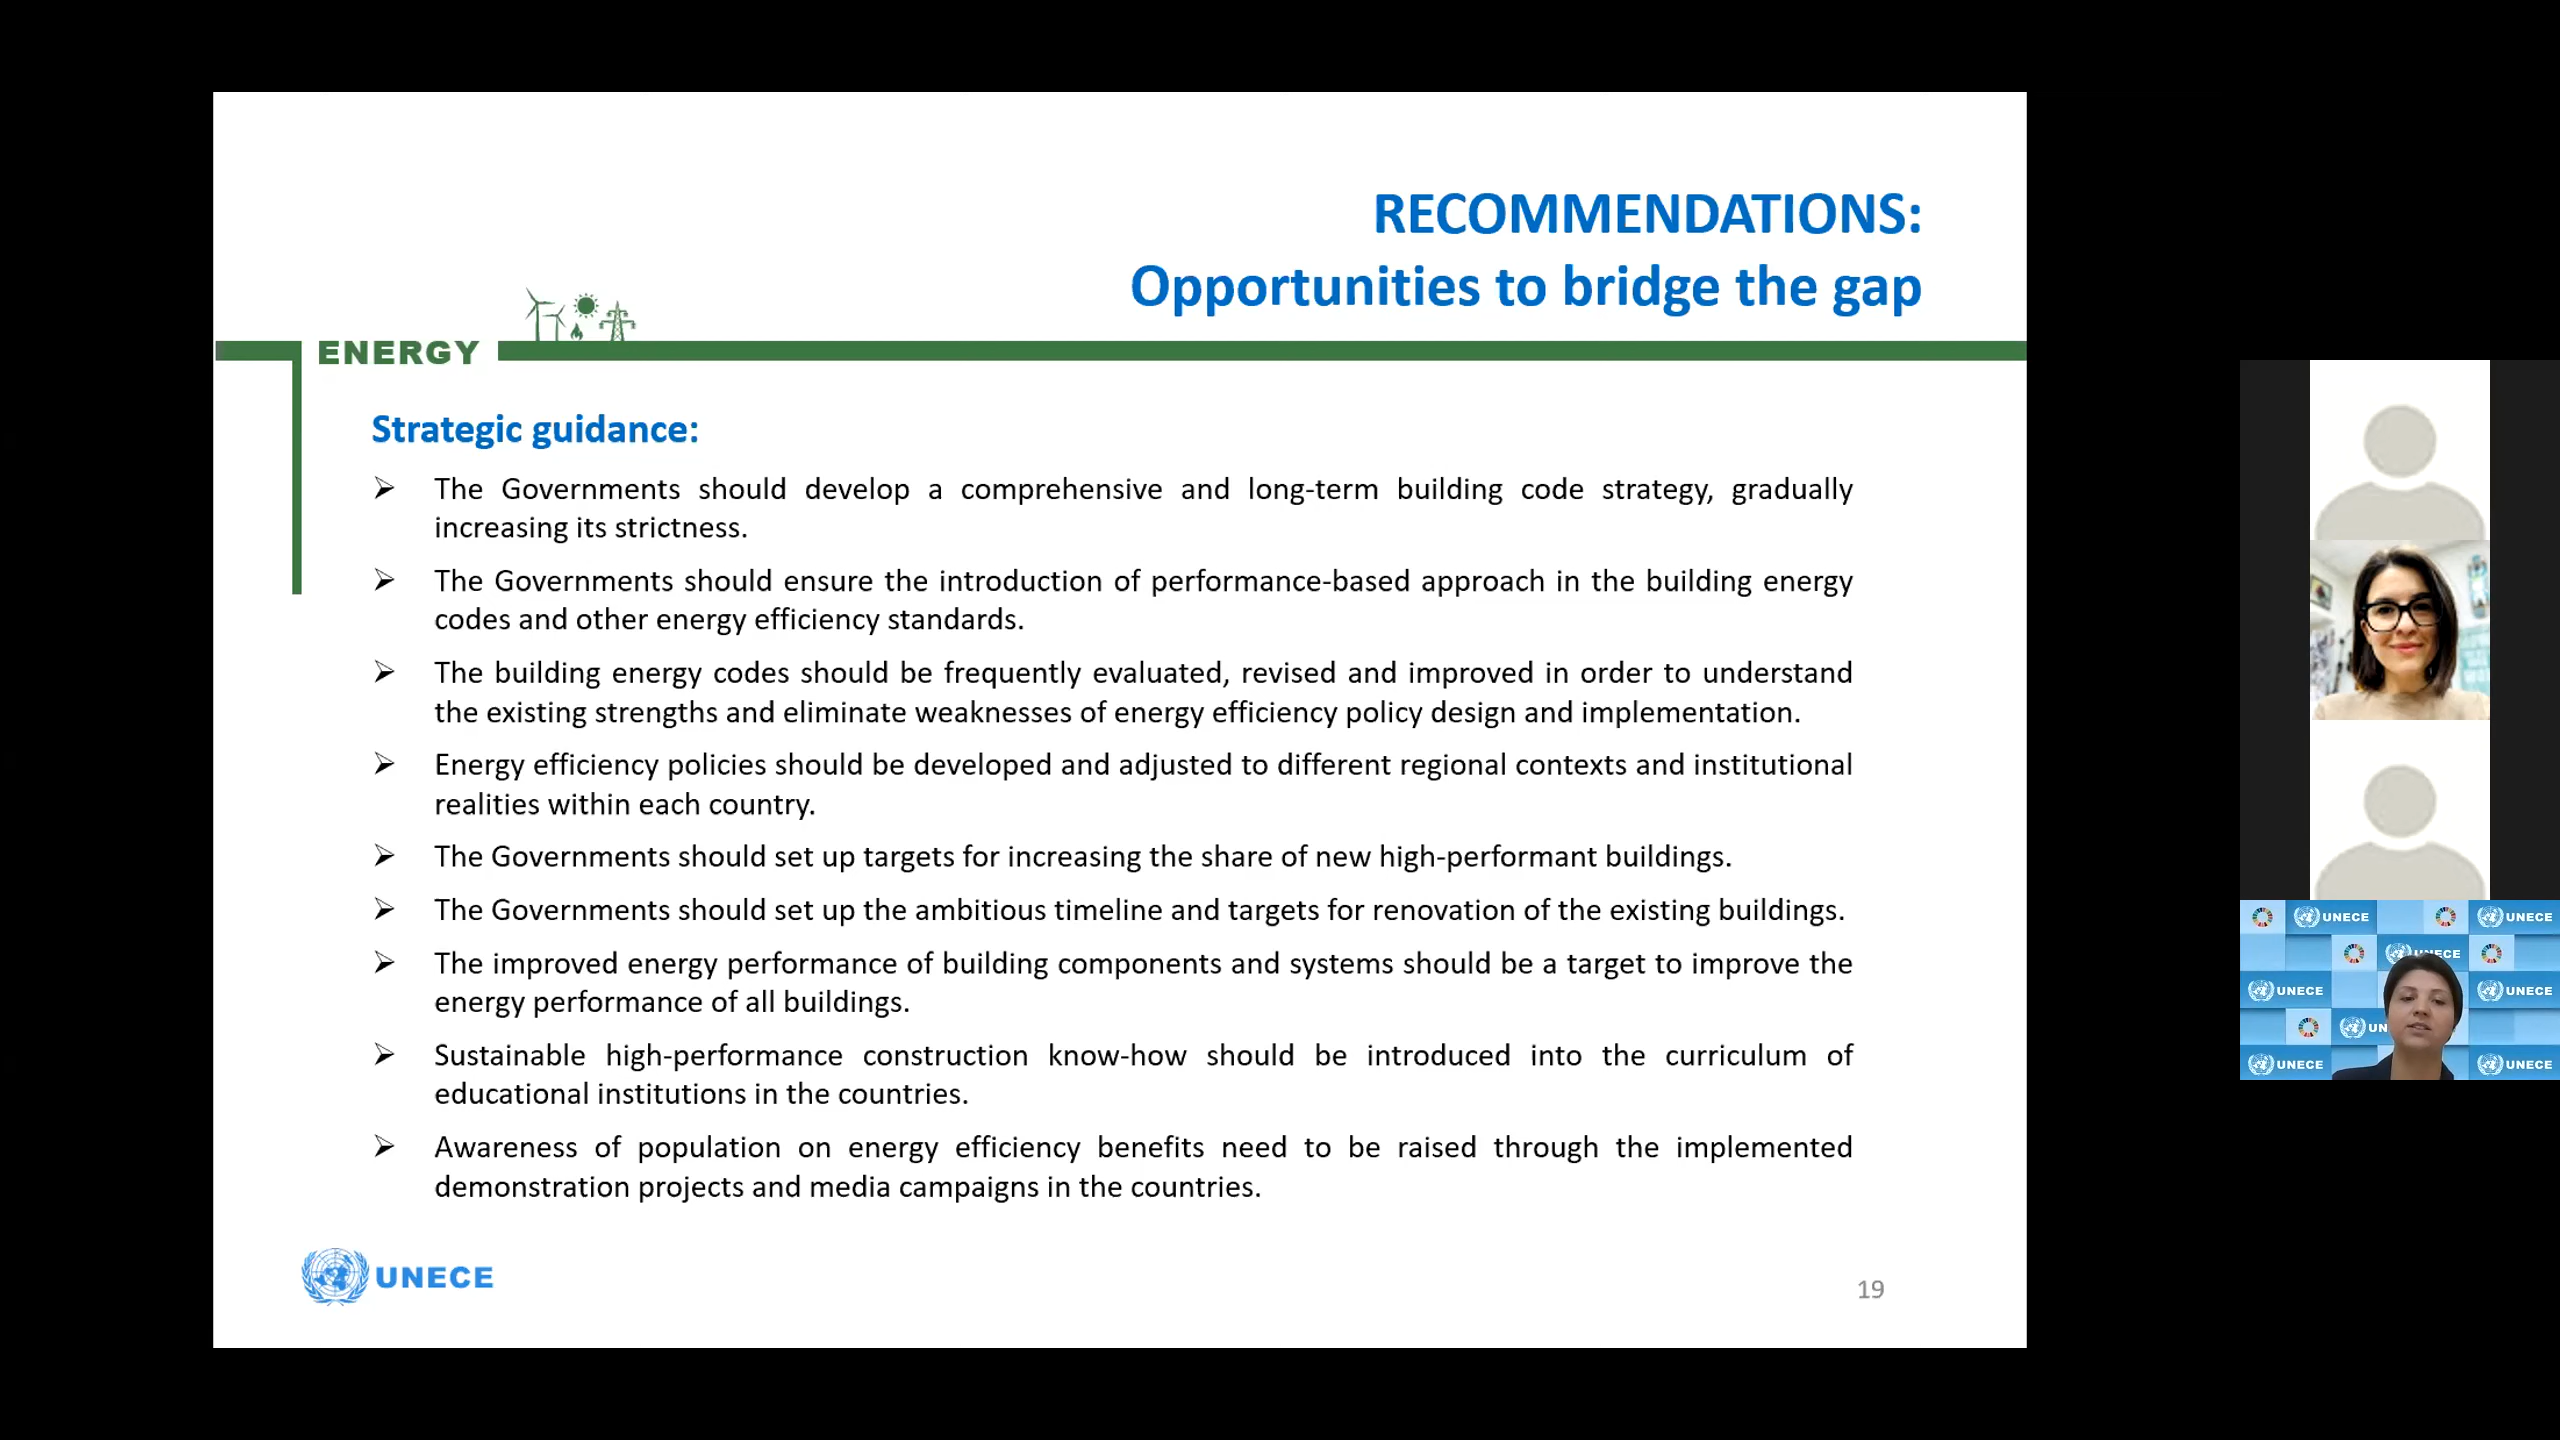 RECOMMENDATIONS:
Opportunities to bridge the gap
ENERGY
Strategic guidance:
➢ The Governments should develop a comprehensive and long-term building code strategy, gradually
increasing its strictness.
➢ The Governments should ensure the introduction of performance-based approach in the building energy
codes and other energy efficiency standards.
➢ The building energy codes should be frequently evaluated, revised and improved in order to understand
the existing strengths and eliminate weaknesses of energy efficiency policy design and implementation.
➢ Energy efficiency policies should be developed and adjusted to different regional contexts and institutional
realities within each country.
➢ The Governments should set up targets for increasing the share of new high-performant buildings.
➢ The Governments should set up the ambitious timeline and targets for renovation of the existing buildings.
➢ The improved energy performance of building components and systems should be a target to improve the
energy performance of all buildings.
➢ Sustainable high-performance construction know-how should be introduced into the curriculum of
educational institutions in the countries.
➢ Awareness of population on energy efficiency benefits need to be raised through the implemented
demonstration projects and media campaigns in the countries.
UNECE
19
UNECE UNECE
UNECE
UNECE UNECE
UN
UNECE UNECE